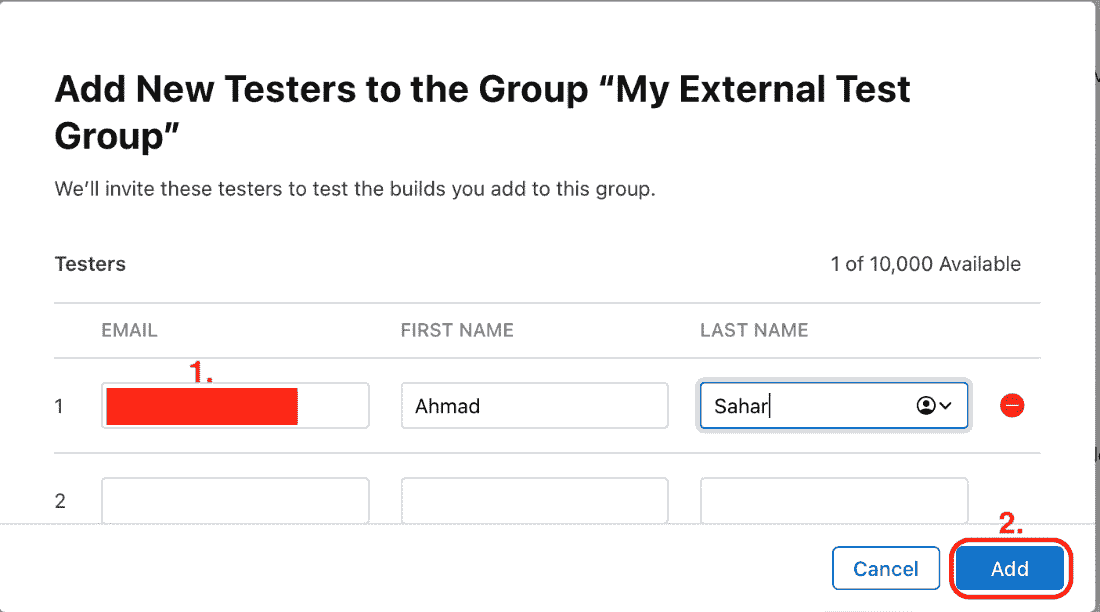 Add New Testers to the Group “My External Test
Group”
We’ll invite these testers to test the builds you add to this group.
Testers 1 of 10,000 Available
EMAIL FIRST NAME LAST NAME
1.
1 Ahmad Sahar
2
2.
Cancel Add